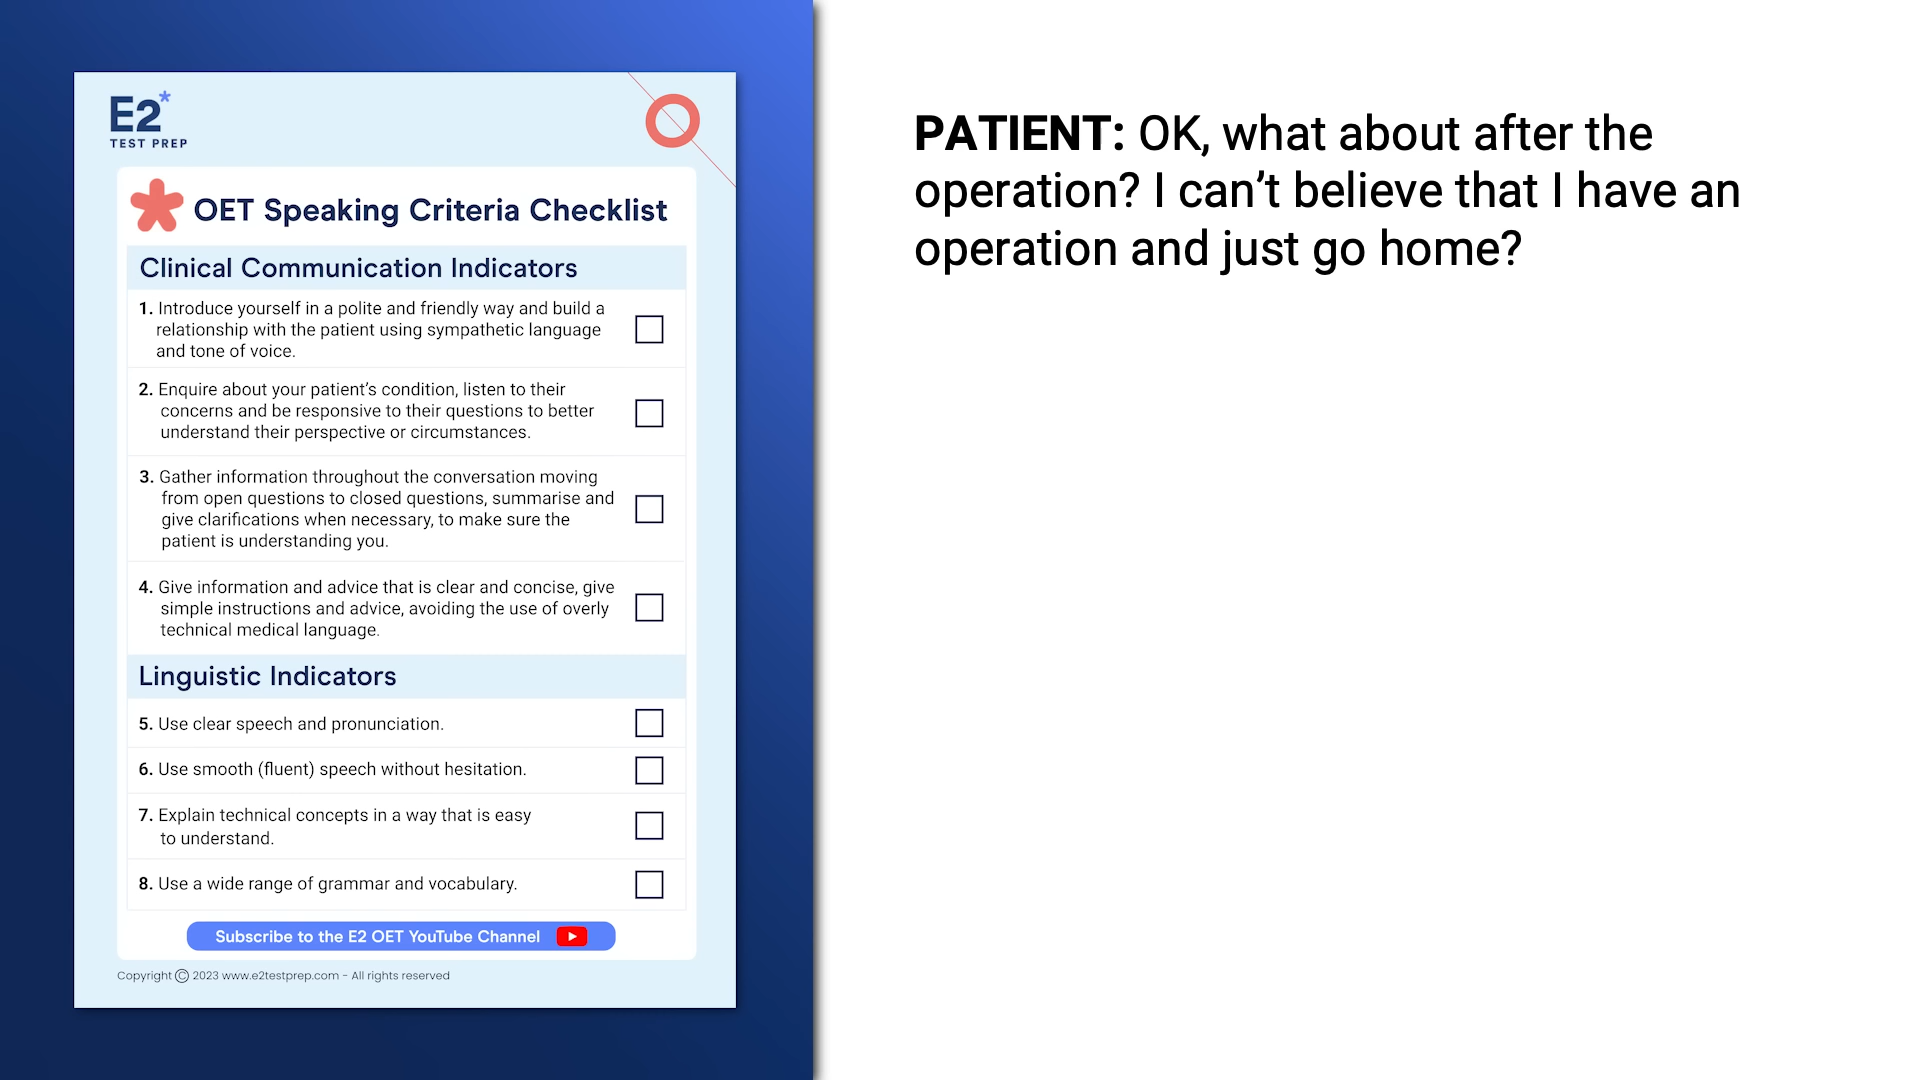 E2*
TEST PREP
OET Speaking Criteria Checklist
Clinical Communication Indicators
1. Introduce yourself in a polite and friendly way and build a
relationship with the patient using sympathetic language
and tone of voice.
2. Enquire about your patient's condition, listen to their
concerns and be responsive to their questions to better
understand their perspective or circumstances.
3. Gather information throughout the conversation moving
from open questions to closed questions, summarise and
give clarifications when necessary, to make sure the
patient is understanding you.
4. Give information and advice that is clear and concise, give
simple instructions and advice, avoiding the use of overly
technical medical language.
Linguistic Indicators
5. Use clear speech and pronunciation.
6. Use smooth (fluent) speech without hesitation.
7. Explain technical concepts in a way that is easy
to understand.
8. Use a wide range of grammar and vocabulary.
Subscribe to the E2 OET YouTube Channel
Copyright © 2023 www.e2testprep.com - All rights reserved
PATIENT: OK, what about after the
operation? I can’t believe that I have an
operation and just go home?